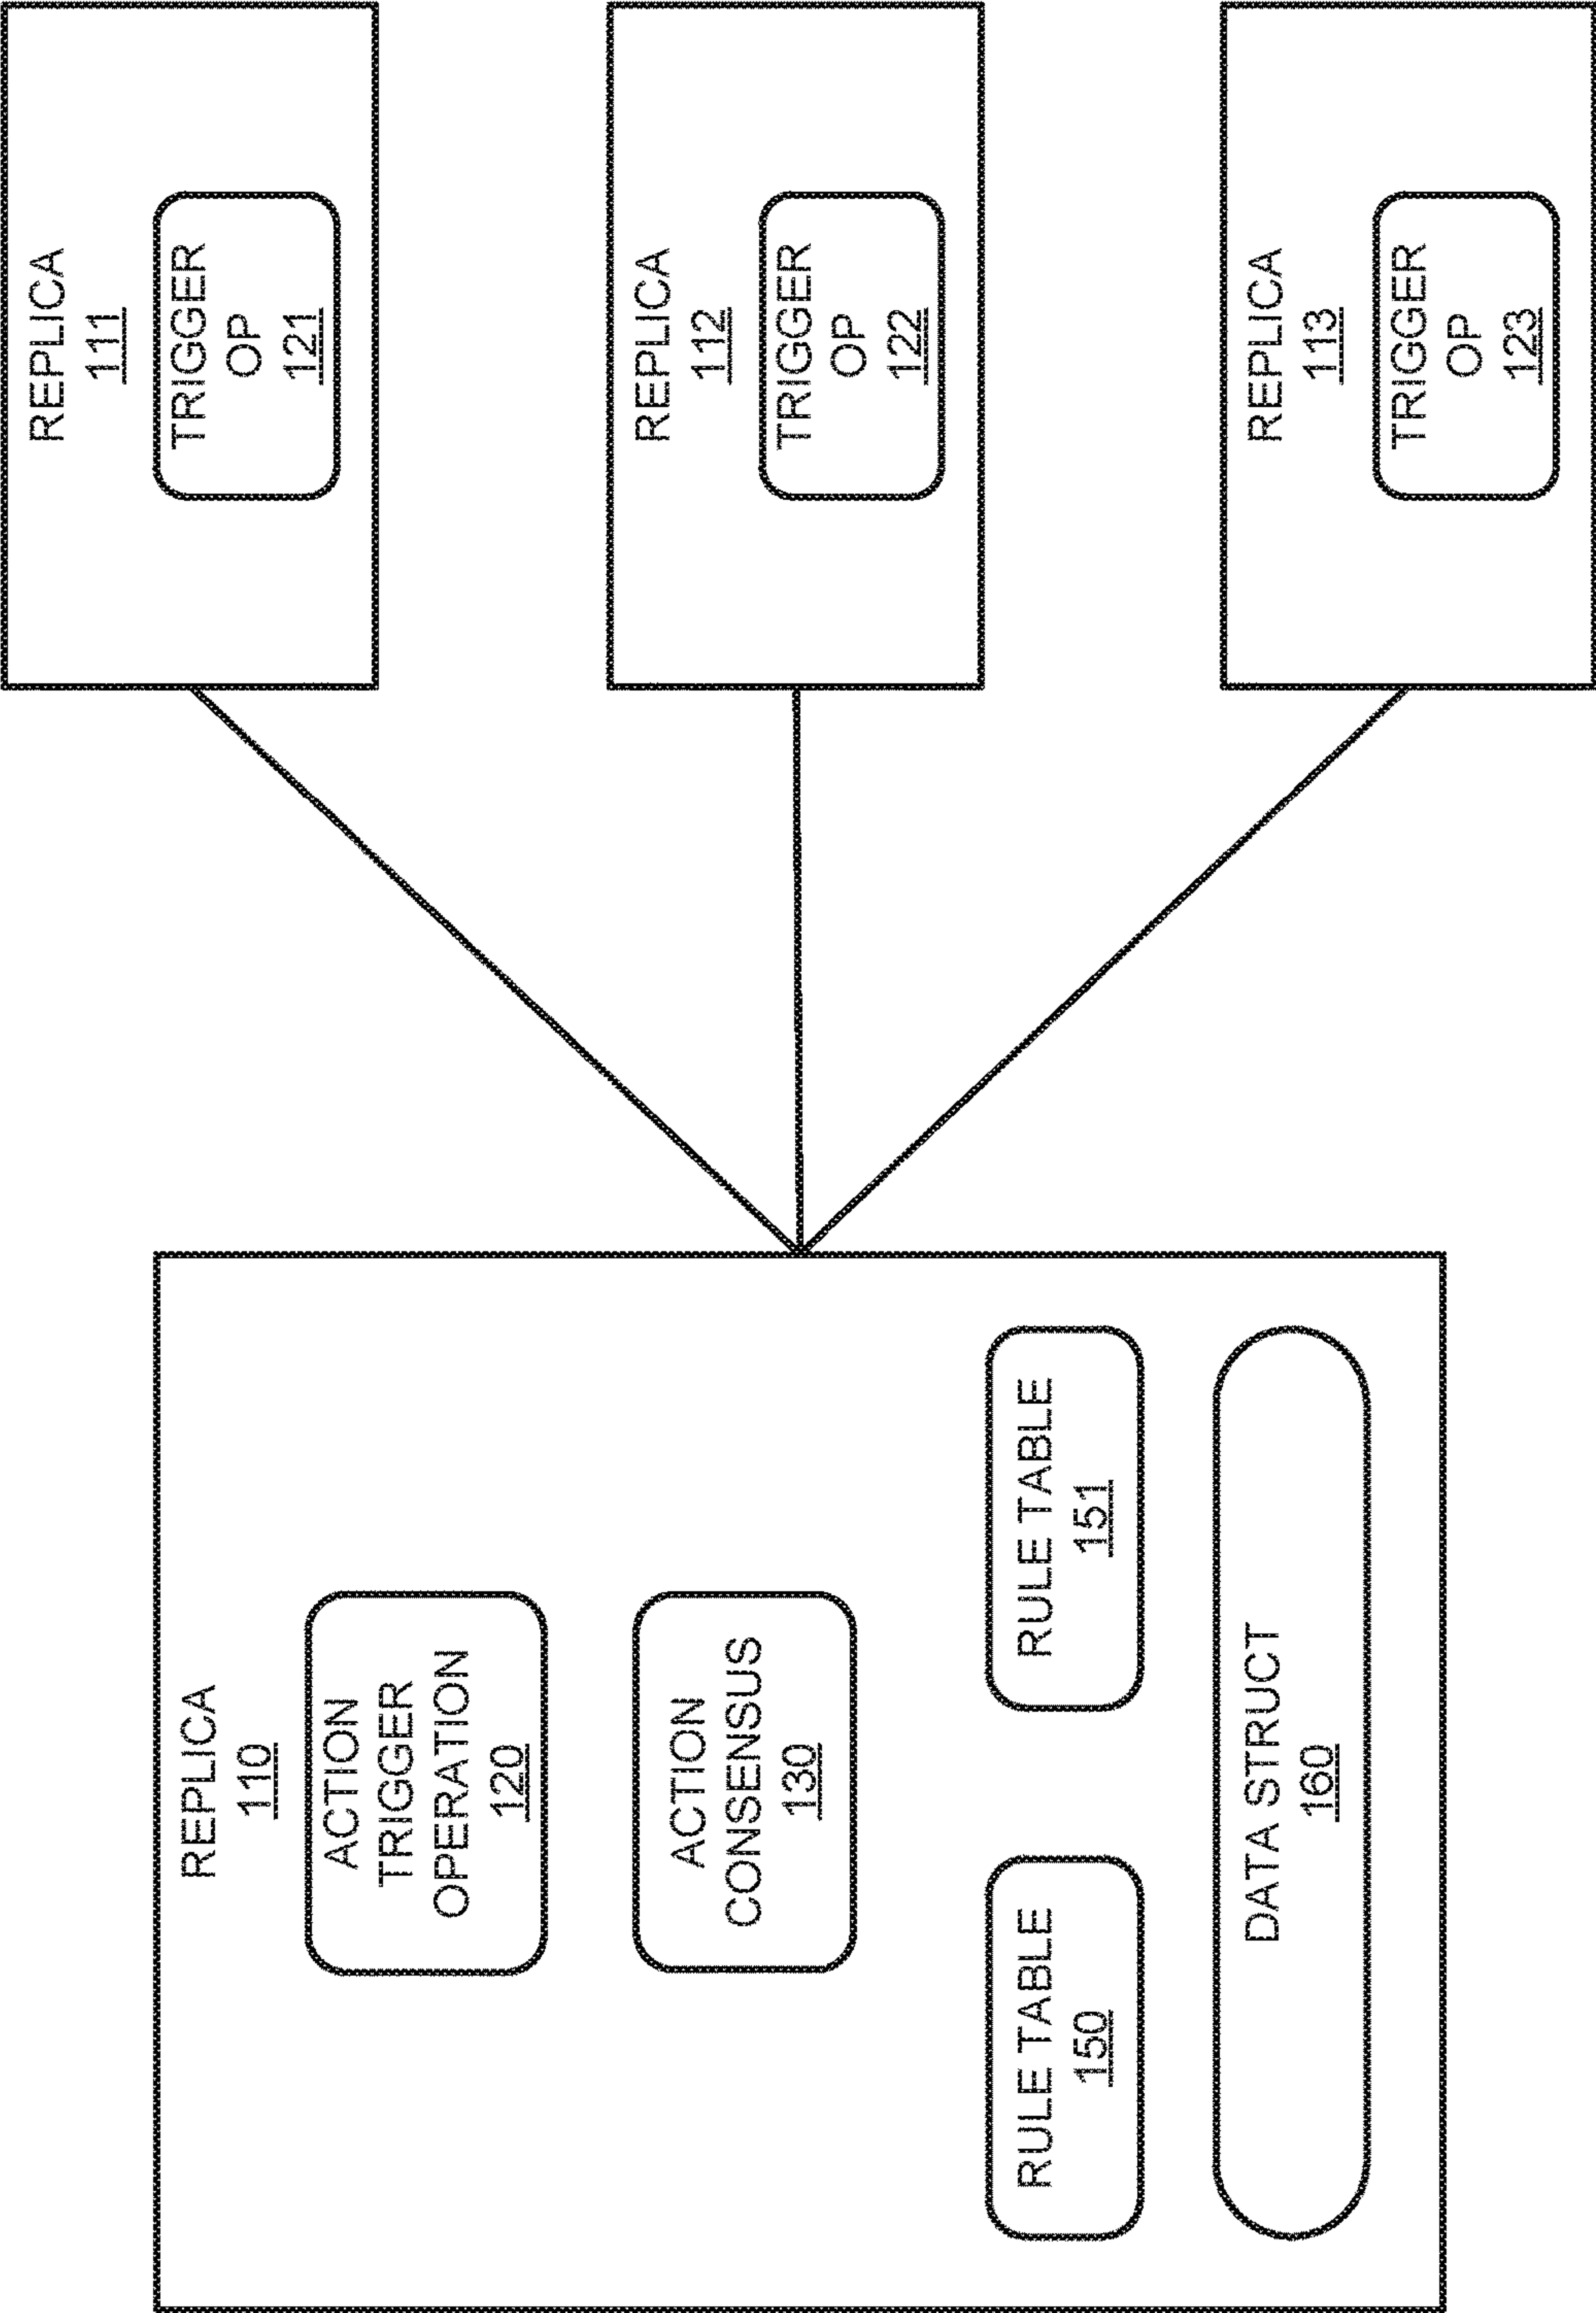 REPLICA
110
ACTION
TRIGGER
OPERATION
120
ACTION
CONSENSUS
130
RULE TABLE
150
RULE TABLE
151
DATA STRUCT
160
REPLICA
111
TRIGGER
OP
121
REPLICA
112
TRIGGER
OP
122
REPLICA
113
TRIGGER
OP
123